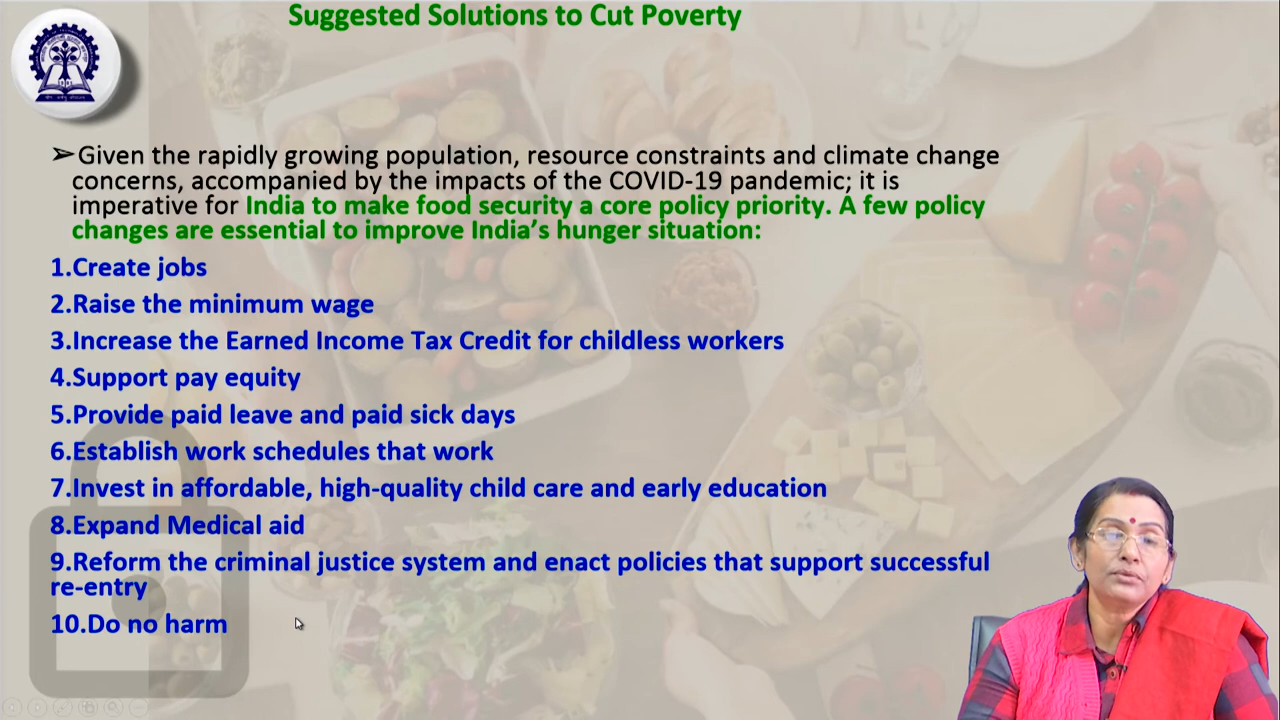 Suggested Solutions to Cut Poverty
➢Given the rapidly growing population, resource constraints and climate change
concerns, accompanied by the impacts of the COVID-19 pandemic; it is
imperative for India to make food security a core policy priority. A few policy
changes are essential to improve India's hunger situation:
1.Create jobs
2.Raise the minimum wage
3.Increase the Earned Income Tax Credit for childless workers
4.Support pay equity
5.Provide paid leave and paid sick days
6.Establish work schedules that work
7.Invest in affordable, high-quality child care and early education
8.Expand Medical aid
9.Reform the criminal justice system and enact policies that support successful
re-entry
10.Do no harm